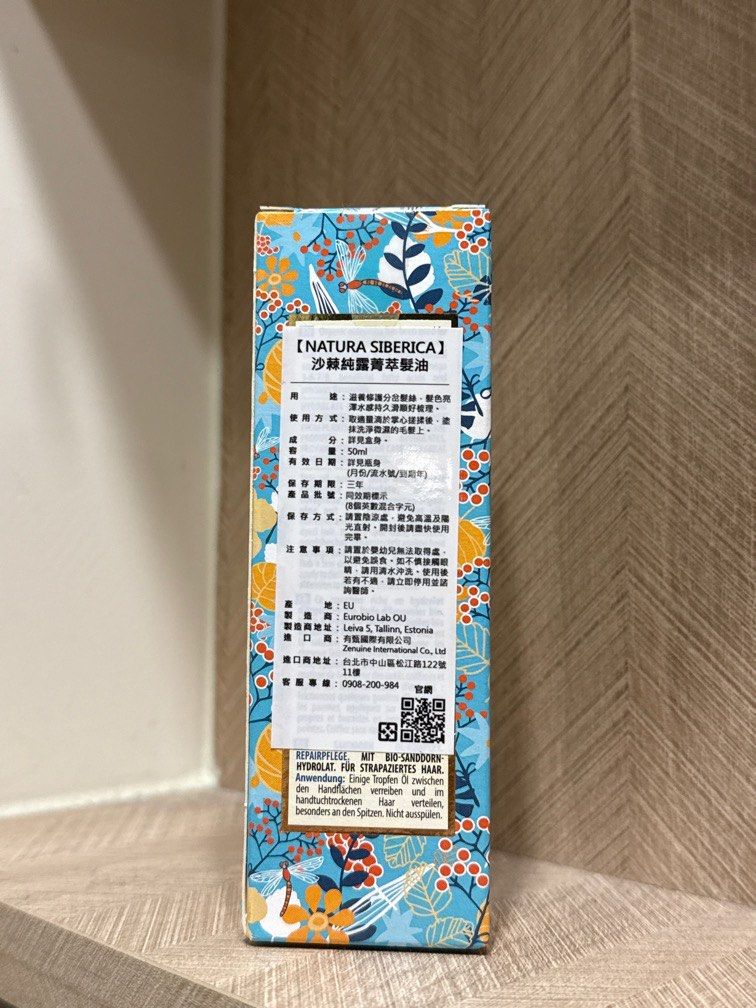 【NATURA SIBERICA】
沙棘純露菁萃髮油
用途：滋養修護分岔髮絲、髮色亮
澤水感持久滑順好梳理。
使用方式：取適量滴於掌心搓揉後，塗
抹洗淨微濕的毛髮上。
成分：詳見盒身。
容量：50ml
有效日期：詳見瓶身
(月份/流水號/到期年)
保存期限：三年
產品批號：同效期標示
(8個英數混合字元)
保存方式：請置陰涼處，避免高溫及陽
光直射。開封後請盡快使用
完畢。
注意事項：請置於嬰幼兒無法取得處，
以避免誤食。如不慎接觸眼
睛，請用清水沖洗。使用後
若有不適，請立即停用並諮
詢醫師。
產地：EU
製造商：Eurobio Lab OU
製造商地址：Leiva 5, Tallinn, Estonia
進口商：有甄國際有限公司
Zenuine International Co., Ltd
進口商地址：台北市中山區松江路122號
11樓
客服專線：0908-200-984 官網
REPAIRPFLEGE, MIT BIO-SANDDORN-
HYDROLAT. FÜR STRAPAZIERTES HAAR.
Anwendung: Einige Tropfen Öl zwischen
den Handflächen verreiben und im
handtuchtrockenen Haar verteilen,
besonders an den Spitzen. Nicht ausspülen.